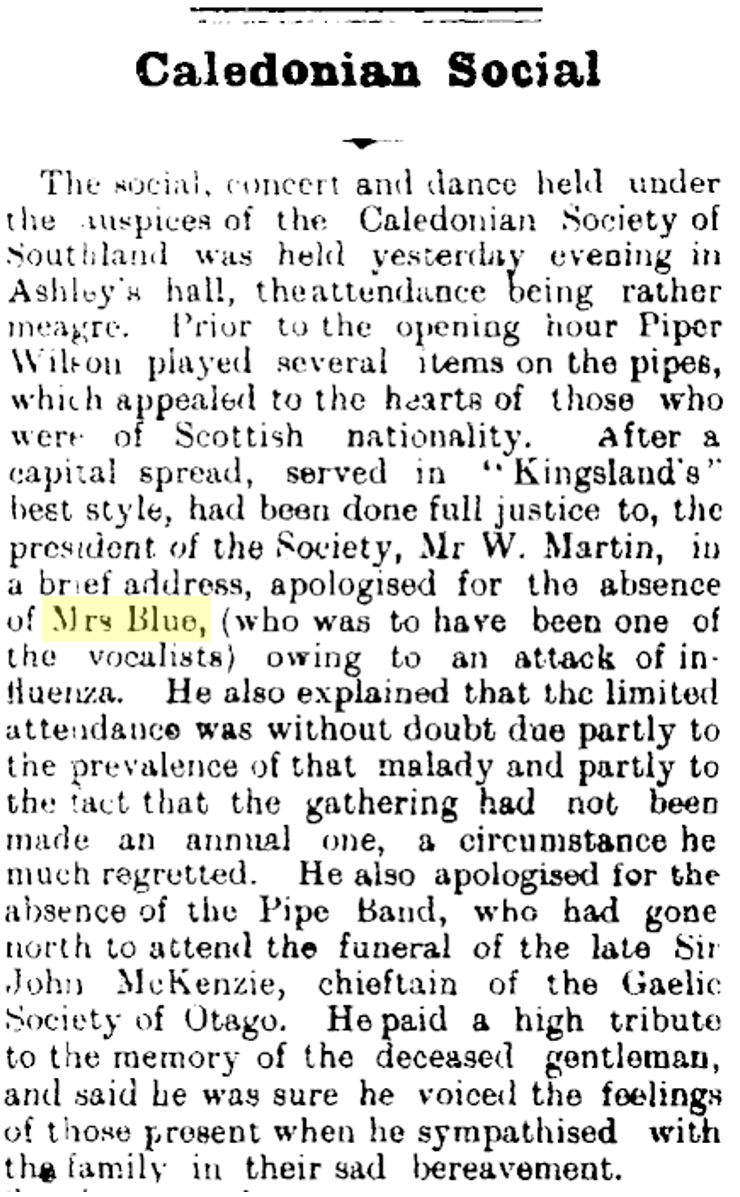 Caledonian Social
The social, concert and dance held under
the auspices of the Caledonian Society of
Southland was held yesterday evening in
Ashley's hall, the attendance being rather
meagre. Prior to the opening hour Piper
Wilson played several items on the pipes,
which appealed to the hearts of those who
were of Scottish nationality. After a
capital spread, served in "Kingsland's"
best style, had been done full justice to, the
president of the Society, Mr W. Martin, in
a brief address, apologised for the absence
of Mrs Blue, (who was to have been one of
the vocalists) owing to an attack of in-
fluenza. He also explained that the limited
attendance was without doubt due partly to
the prevalence of that malady and partly to
the fact that the gathering had not been
made an annual one, a circumstance he
much regretted. He also apologised for the
absence of the Pipe Band, who had gone
north to attend the funeral of the late Sir
John McKenzie, chieftain of the Gaelic
Society of Otago. He paid a high tribute
to the memory of the deceased gentleman,
and said he was sure he voiced the feelings
of those present when he sympathised with
the family in their sad bereavement.